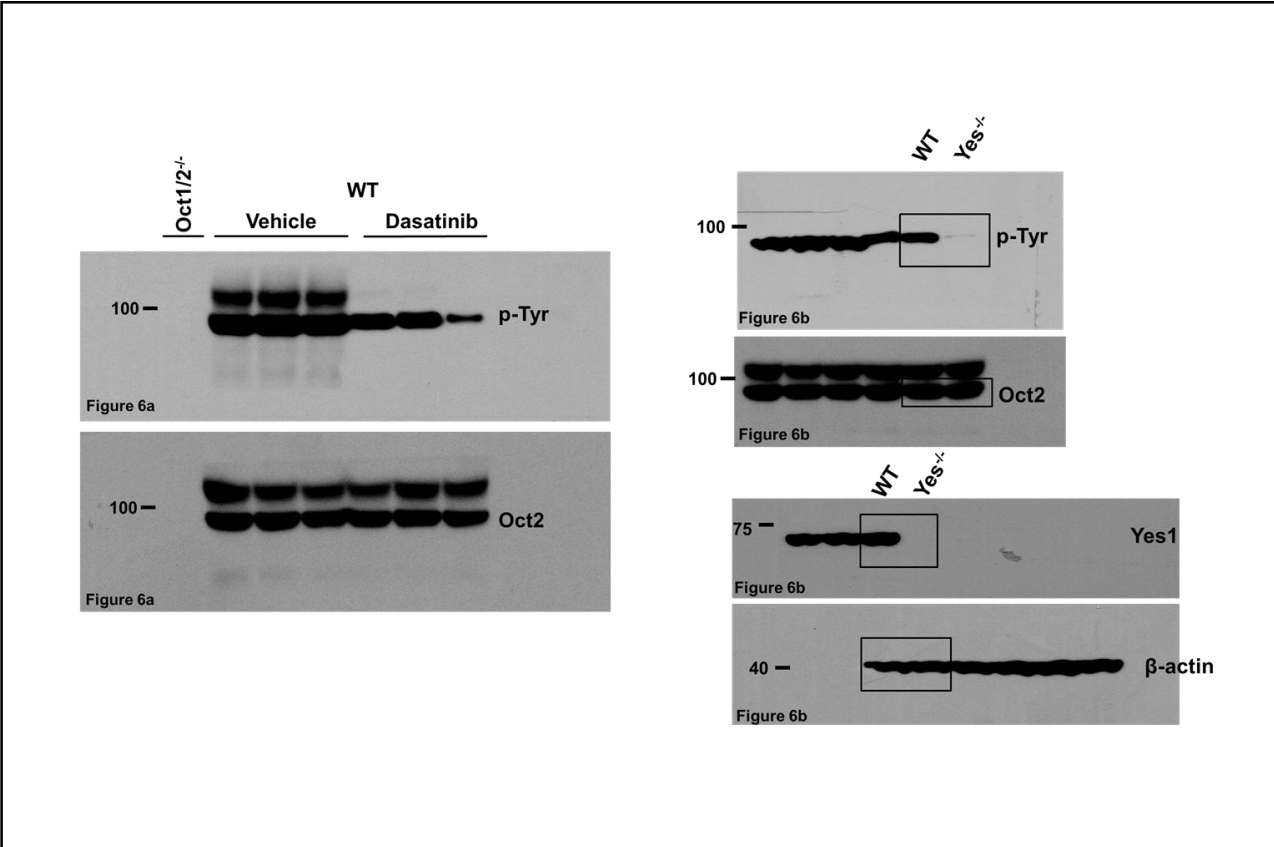 Oct1/2-/-
WT
Vehicle
Dasatinib
100
p-Tyr
Figure 6a
100
Oct2
Figure 6a
WT
Yes-/-
100
p-Tyr
Figure 6b
100
Oct2
Figure 6b
WT
Yes-/-
75
Yes1
Figure 6b
40
β-actin
Figure 6b